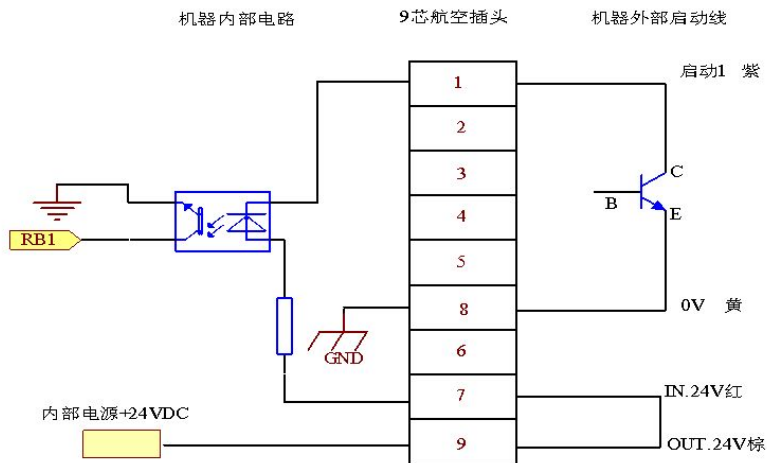 机器内部电路
9芯航空插头
机器外部启动线
1
启动1 紫
2
3
C
4
B
E
RB1
5
8
0V 黄
GND
6
7
IN.24V红
内部电源+24VDC
9
OUT.24V棕